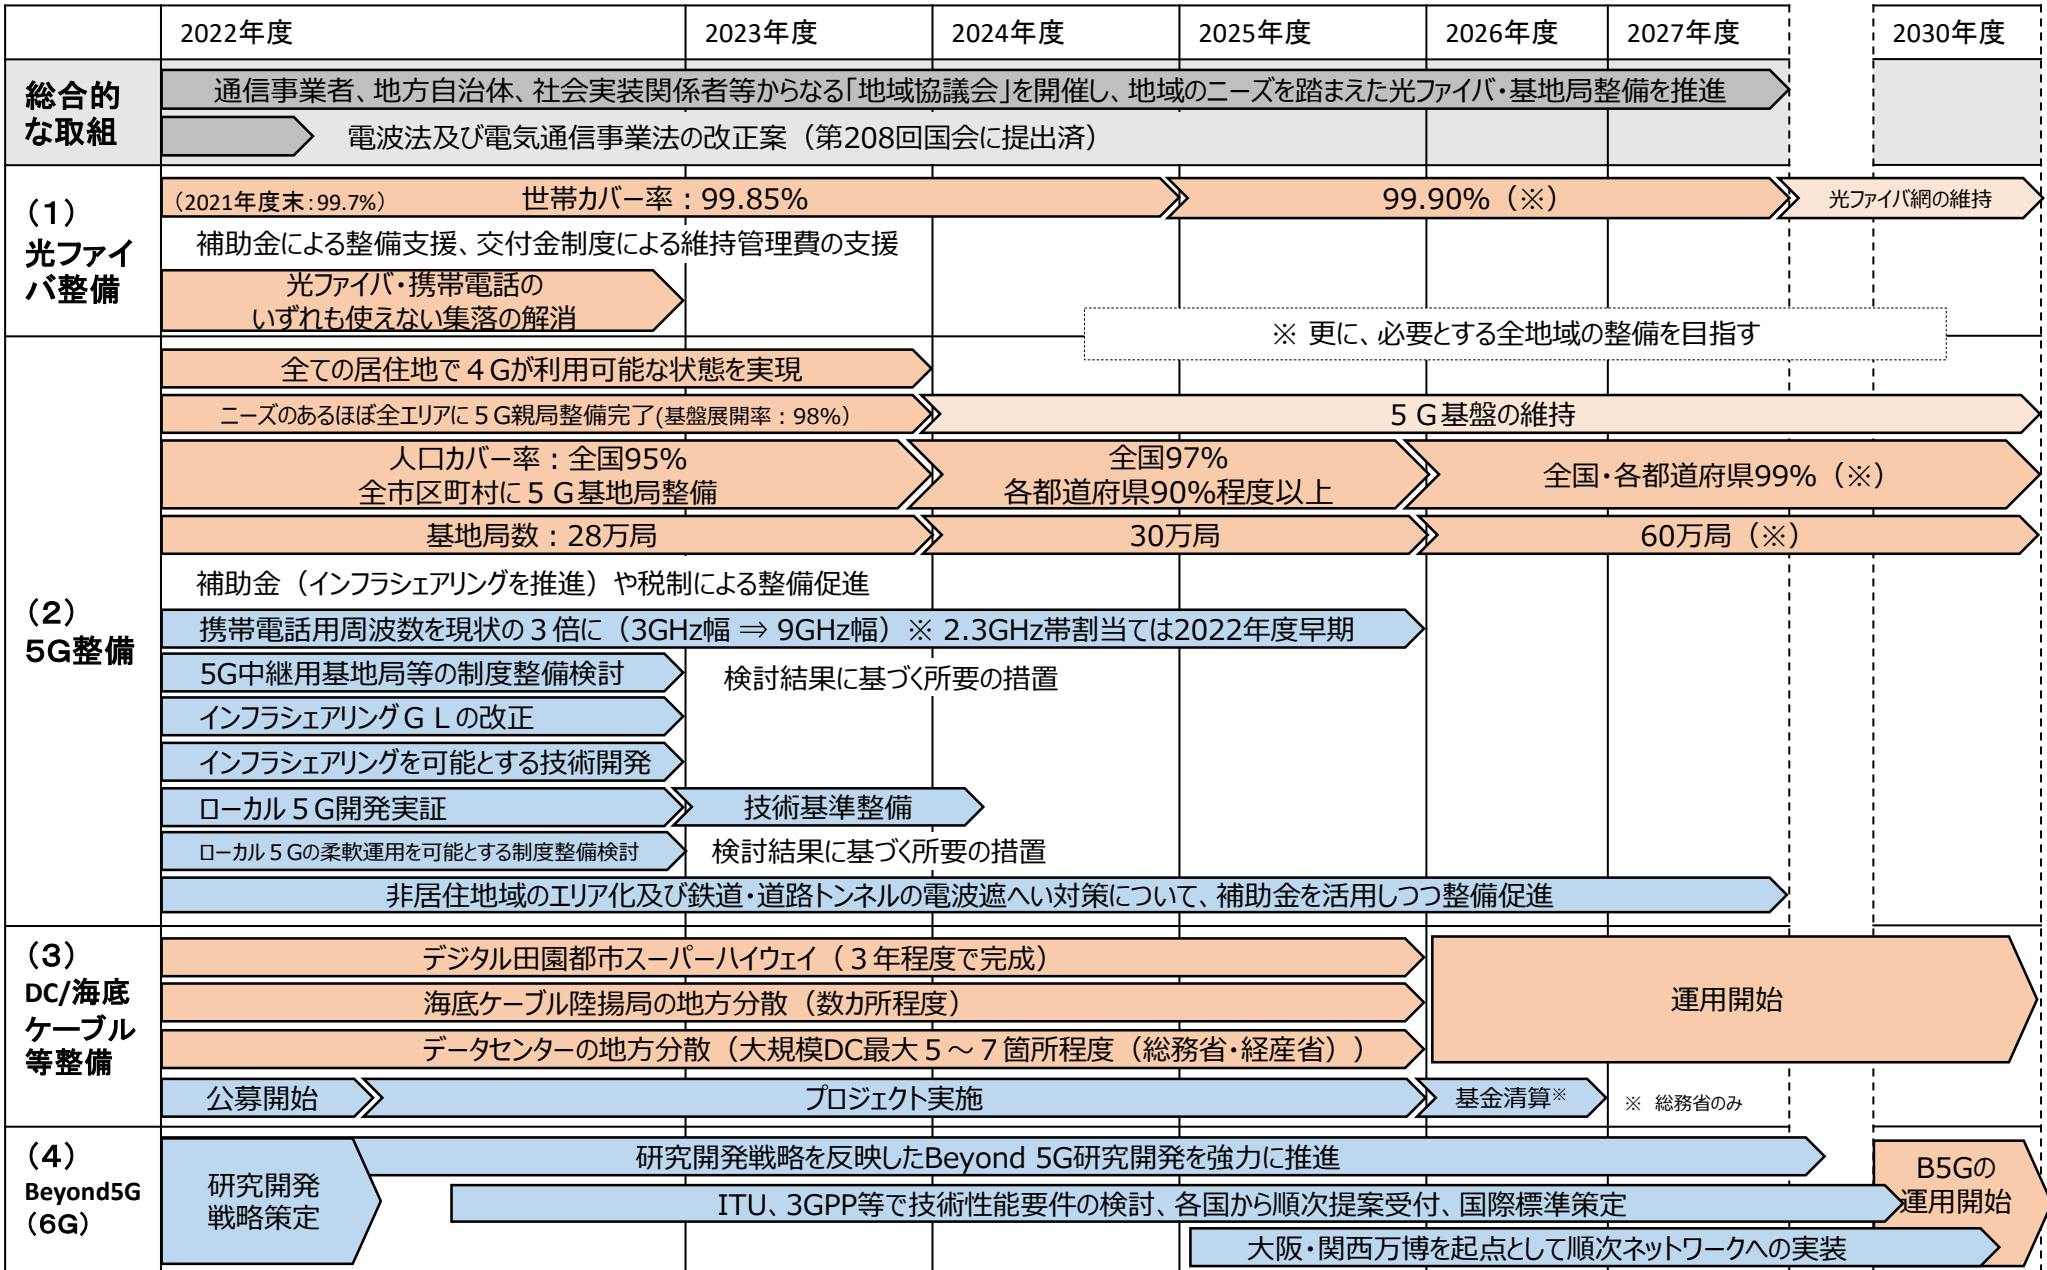 2022年度
2023年度
2024年度
2025年度
2026年度
2027年度
2030年度
総合的
な取組
通信事業者、地方自治体、社会実装関係者等からなる「地域協議会」を開催し、地域のニーズを踏まえた光ファイバ・基地局整備を推進
電波法及び電気通信事業法の改正案（第208回国会に提出済）
（1）
光ファイ
バ整備
（2021年度末：99.7%）
世帯カバー率：99.85%
99.90%（※）
光ファイバ網の維持
補助金による整備支援、交付金制度による維持管理費の支援
光ファイバ・携帯電話の
いずれも使えない集落の解消
※ 更に、必要とする全地域の整備を目指す
（2）
5G整備
全ての居住地で４Gが利用可能な状態を実現
ニーズのあるほぼ全エリアに５G親局整備完了(基盤展開率：98%）
５G基盤の維持
人口カバー率：全国95%
全市区町村に５G基地局整備
全国97%
各都道府県90%程度以上
全国・各都道府県99%（※）
基地局数：28万局
30万局
60万局（※）
補助金（インフラシェアリングを推進）や税制による整備促進
携帯電話用周波数を現状の３倍に（3GHz幅 ⇒ 9GHz幅）※ 2.3GHz帯割当ては2022年度早期
5G中継用基地局等の制度整備検討
検討結果に基づく所要の措置
インフラシェアリングＧＬの改正
インフラシェアリングを可能とする技術開発
ローカル５G開発実証
技術基準整備
ローカル５Gの柔軟運用を可能とする制度整備検討
検討結果に基づく所要の措置
非居住地域のエリア化及び鉄道・道路トンネルの電波遮へい対策について、補助金を活用しつつ整備促進
（3）
DC/海底
ケーブル
等整備
デジタル田園都市スーパーハイウェイ（３年程度で完成）
海底ケーブル陸揚局の地方分散（数カ所程度）
データセンターの地方分散（大規模DC最大５～７箇所程度（総務省・経産省））
運用開始
公募開始
プロジェクト実施
基金清算※
※ 総務省のみ
（4）
Beyond5G
（6G）
研究開発
戦略策定
研究開発戦略を反映したBeyond 5G研究開発を強力に推進
ITU、3GPP等で技術性能要件の検討、各国から順次提案受付、国際標準策定
大阪・関西万博を起点として順次ネットワークへの実装
B5Gの
運用開始